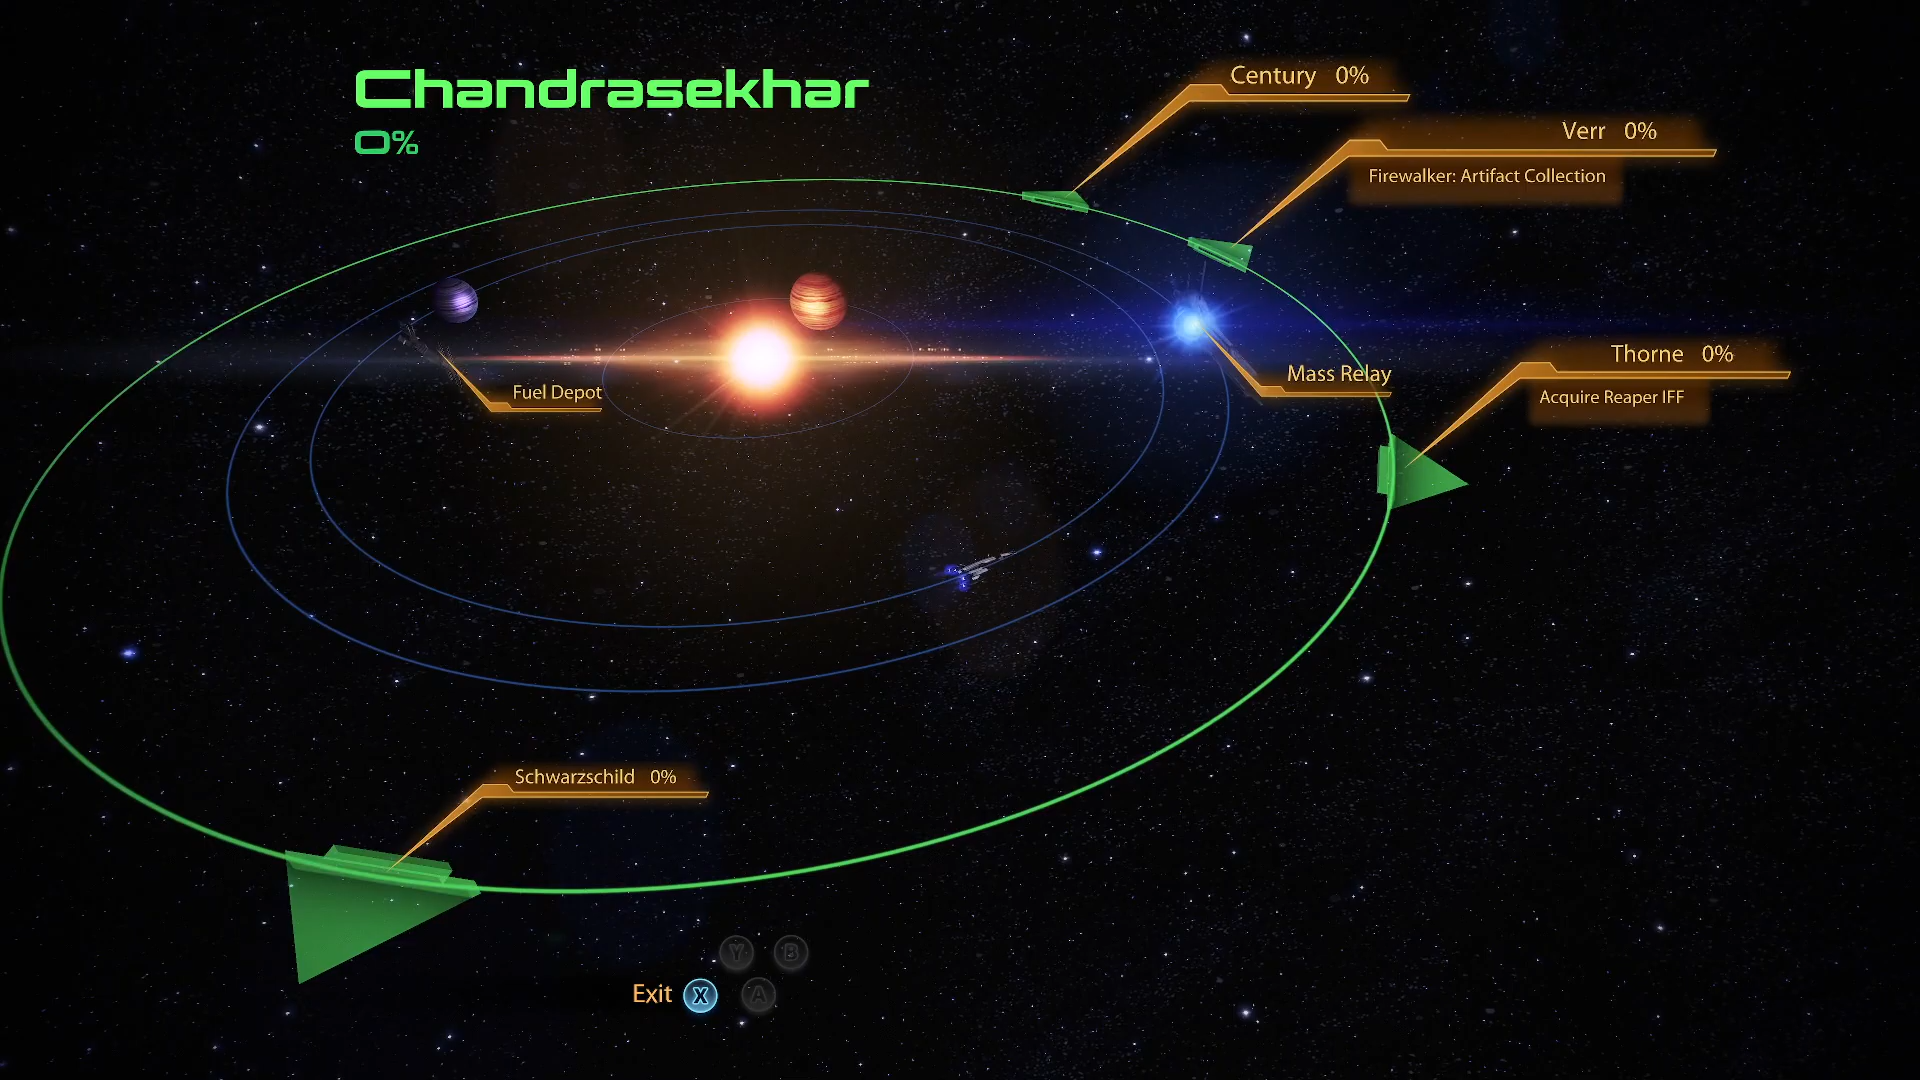 Chandrasekhar
0%
Century 0%
Verr 0%
Firewalker: Artifact Collection
Thorne 0%
Acquire Reaper IFF
Mass Relay
Fuel Depot
Schwarzschild 0%
Y B
Exit X A